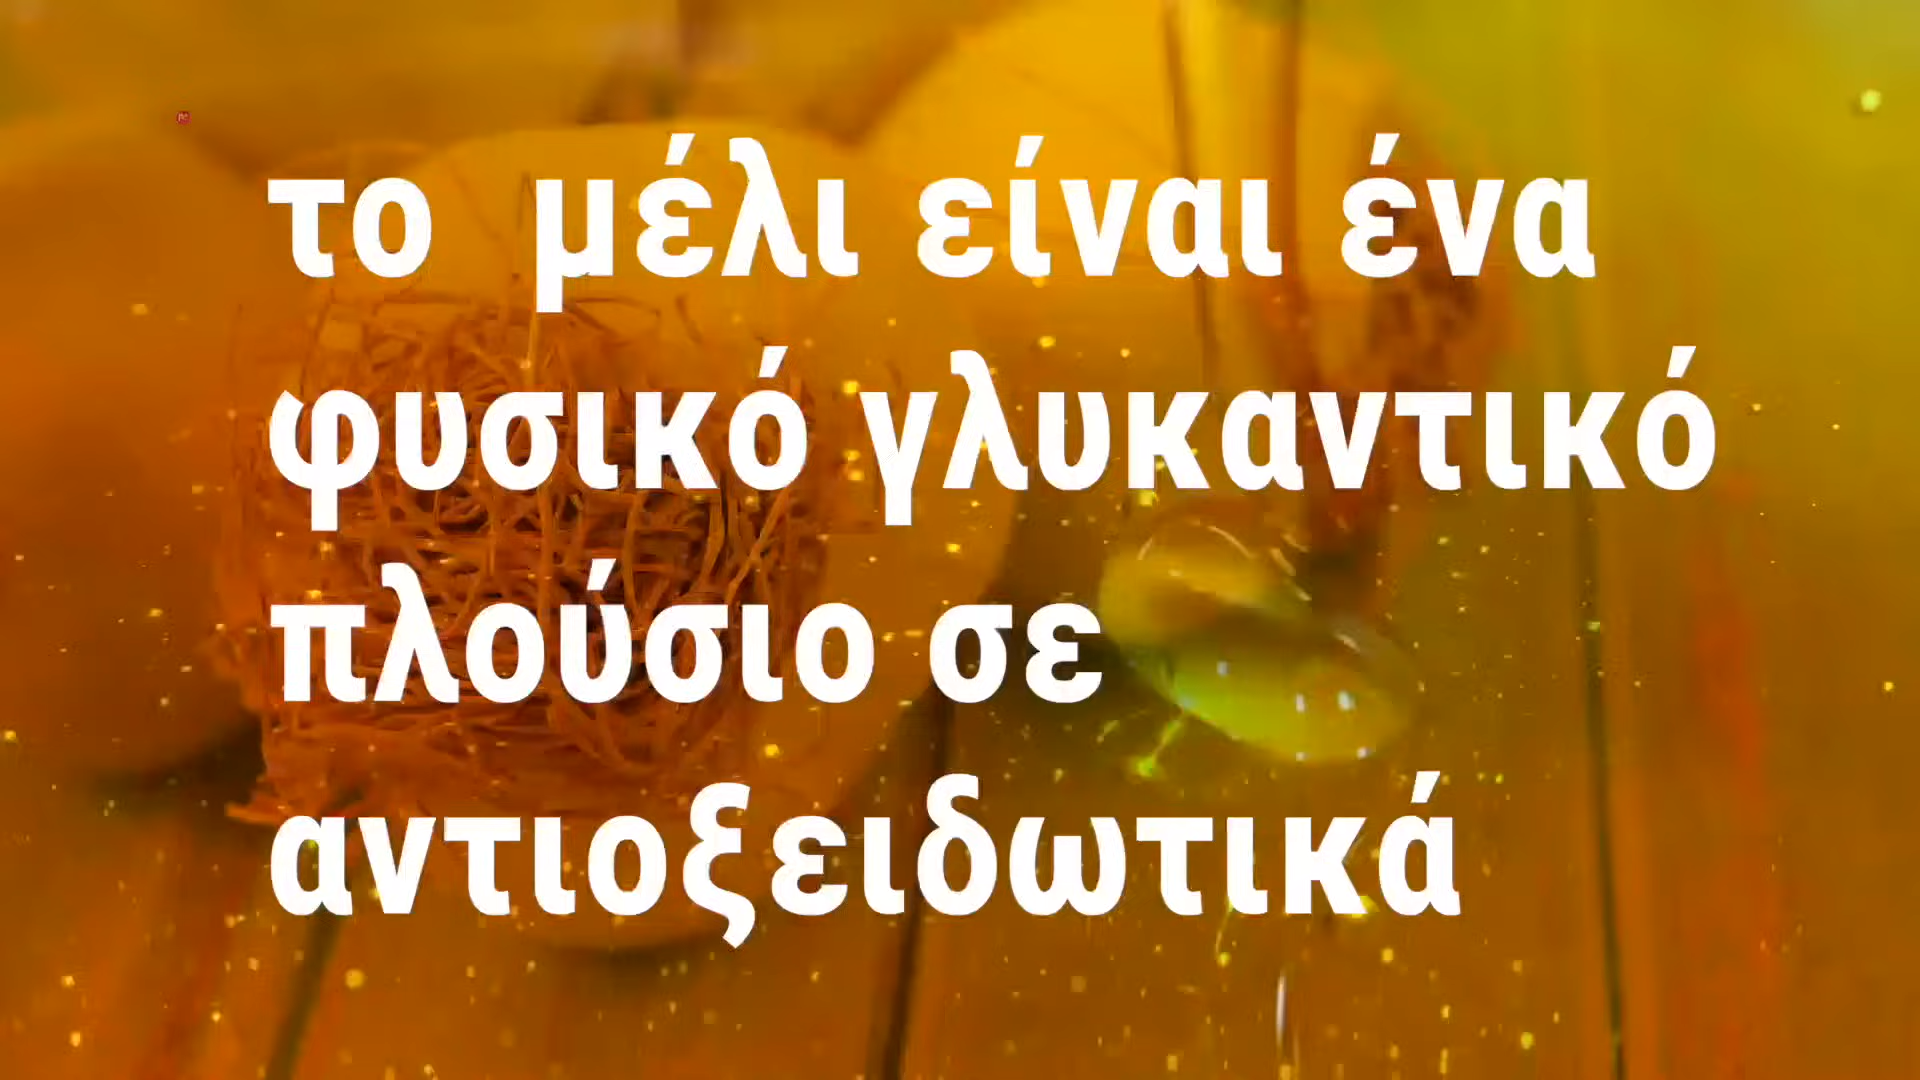 το μέλι είναι ένα
φυσικό γλυκαντικό
πλούσιο σε
αντιοξειδωτικά